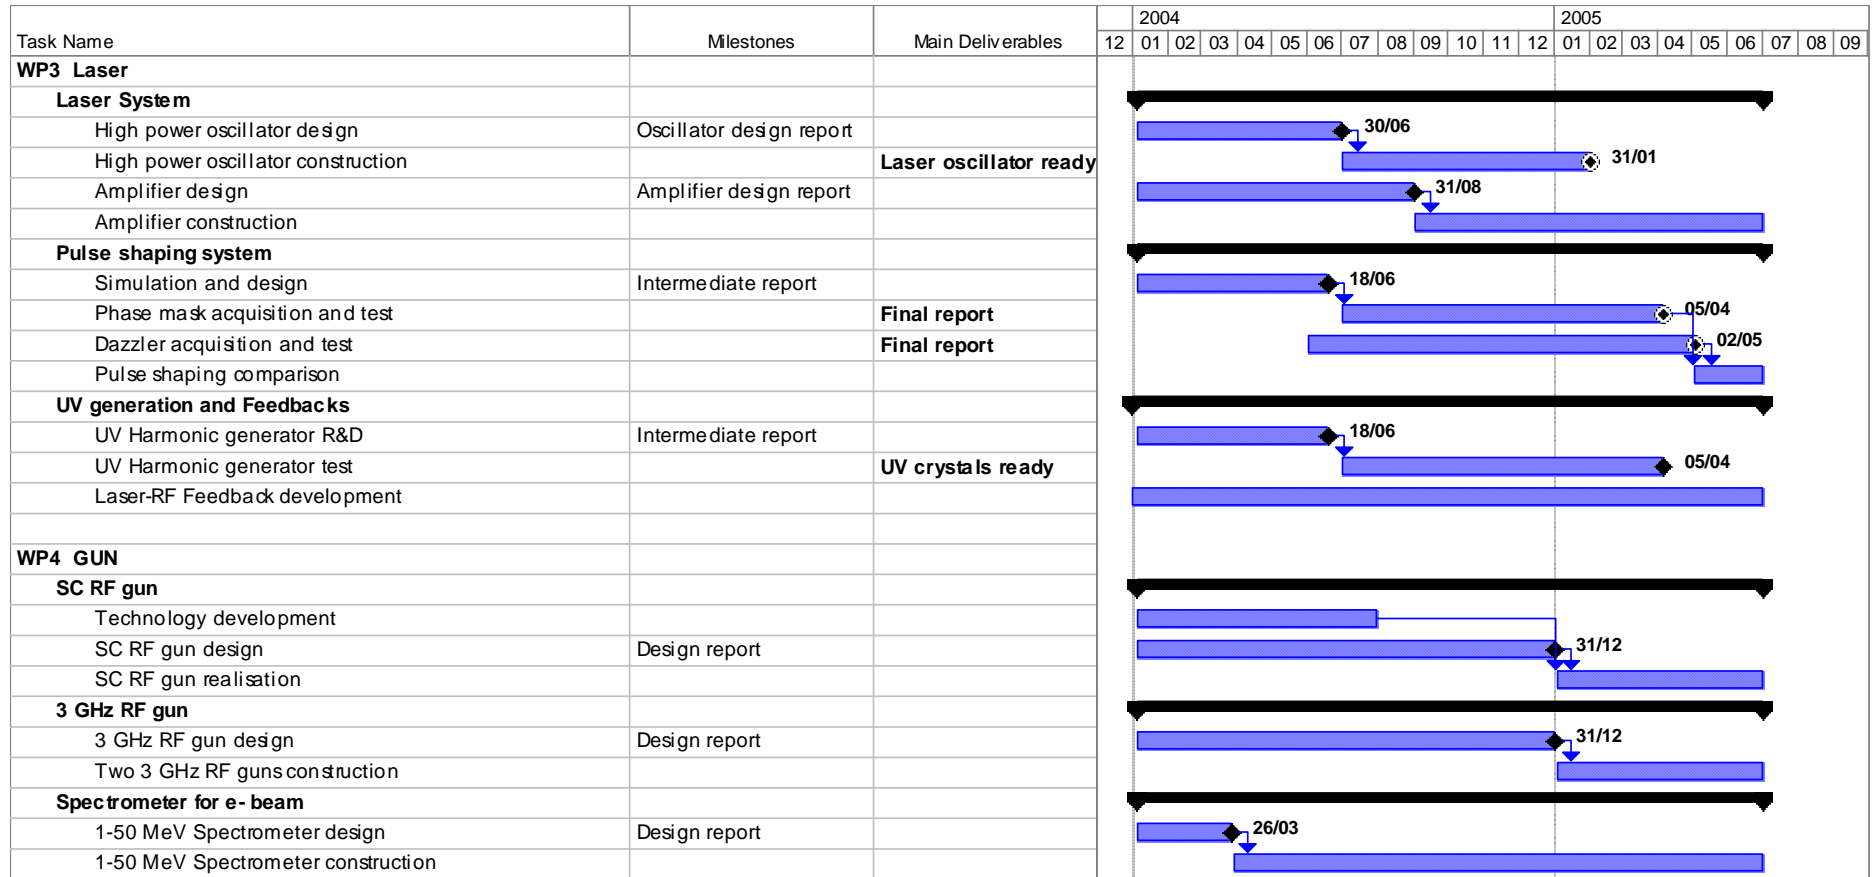 2004 2005
Task Name Milestones Main Deliverables 12 01 02 03 04 05 06 07 08 09 10 11 12 01 02 03 04 05 06 07 08 09
WP3 Laser
Laser System
High power oscillator design Oscillator design report 30/06
High power oscillator construction Laser oscillator ready 31/01
Amplifier design Amplifier design report 31/08
Amplifier construction
Pulse shaping system
Simulation and design Intermediate report 18/06
Phase mask acquisition and test Final report 05/04
Dazzler acquisition and test Final report 02/05
Pulse shaping comparison
UV generation and Feedbacks
UV Harmonic generator R&D Intermediate report 18/06
UV Harmonic generator test UV crystals ready 05/04
Laser-RF Feedback development
WP4 GUN
SC RF gun
Technology development
SC RF gun design Design report 31/12
SC RF gun realisation
3 GHz RF gun
3 GHz RF gun design Design report 31/12
Two 3 GHz RF guns construction
Spectrometer for e- beam
1-50 MeV Spectrometer design Design report 26/03
1-50 MeV Spectrometer construction